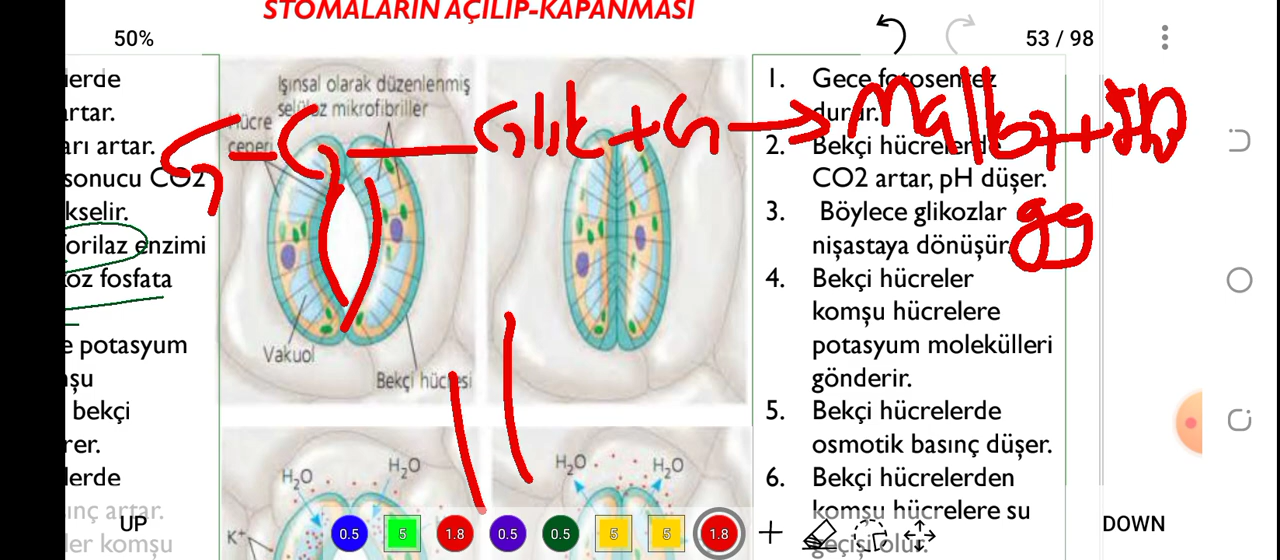 STOMALARIN AÇILIP-KAPANMASI
50%
53 / 98
lerde
artar.
arı artar.
sonucu CO2
kselir.
forilaz enzimi
oz fosfata
e potasyum
şu
bekçi
rer.
lerde
ınç artar.
ler komşu
Işınsal olarak düzenlenmiş
selüloz mikrofibriller
Hücre
çeperi
Vakuol
Bekçi hücresi
H₂O
H₂O
K+
H₂O
H₂O
1. Gece fotosentez
durur.
2. Bekçi hücrelerde
CO2 artar, pH düşer.
3. Böylece glikozlar
nişastaya dönüşür.
4. Bekçi hücreler
komşu hücrelere
potasyum molekülleri
gönderir.
5. Bekçi hücrelerde
osmotik basınç düşer.
6. Bekçi hücrelerden
komşu hücrelere su
geçişi olur.
UP
0.5
5
1.8
0.5
0.5
5
5
1.8
DOWN